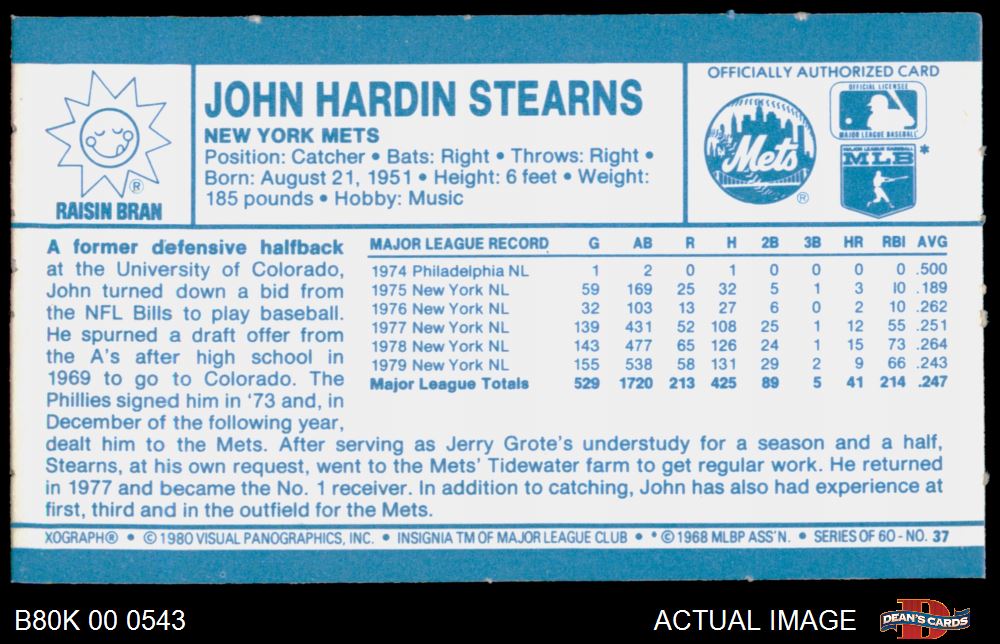 RAISIN BRAN
®
JOHN HARDIN STEARNS
NEW YORK METS
Position: Catcher • Bats: Right • Throws: Right •
Born: August 21, 1951 • Height: 6 feet • Weight:
185 pounds • Hobby: Music
OFFICIALLY AUTHORIZED CARD
Mets
®
OFFICIAL LICENSEE
MAJOR LEAGUE BASEBALL
MAJOR LEAGUE BASEBALL
MLB *
A former defensive halfback
at the University of Colorado,
John turned down a bid from
the NFL Bills to play baseball.
He spurned a draft offer from
the A's after high school in
1969 to go to Colorado. The
Phillies signed him in '73 and, in
December of the following year,
dealt him to the Mets. After serving as Jerry Grote's understudy for a season and a half,
Stearns, at his own request, went to the Mets' Tidewater farm to get regular work. He returned
in 1977 and became the No. 1 receiver. In addition to catching, John has also had experience at
first, third and in the outfield for the Mets.
MAJOR LEAGUE RECORD G AB R H 2B 3B HR RBI AVG
1974 Philadelphia NL 1 2 0 1 0 0 0 0 .500
1975 New York NL 59 169 25 32 5 1 3 10 .189
1976 New York NL 32 103 13 27 6 0 2 10 .262
1977 New York NL 139 431 52 108 25 1 12 55 .251
1978 New York NL 143 477 65 126 24 1 15 73 .264
1979 New York NL 155 538 58 131 29 2 9 66 .243
Major League Totals 529 1720 213 425 89 5 41 214 .247
XOGRAPH® • © 1980 VISUAL PANOGRAPHICS, INC. • INSIGNIA TM OF MAJOR LEAGUE CLUB • * © 1968 MLBP ASS'N. • SERIES OF 60 - NO. 37
B80K 00 0543
ACTUAL IMAGE
DEAN'S CARDS